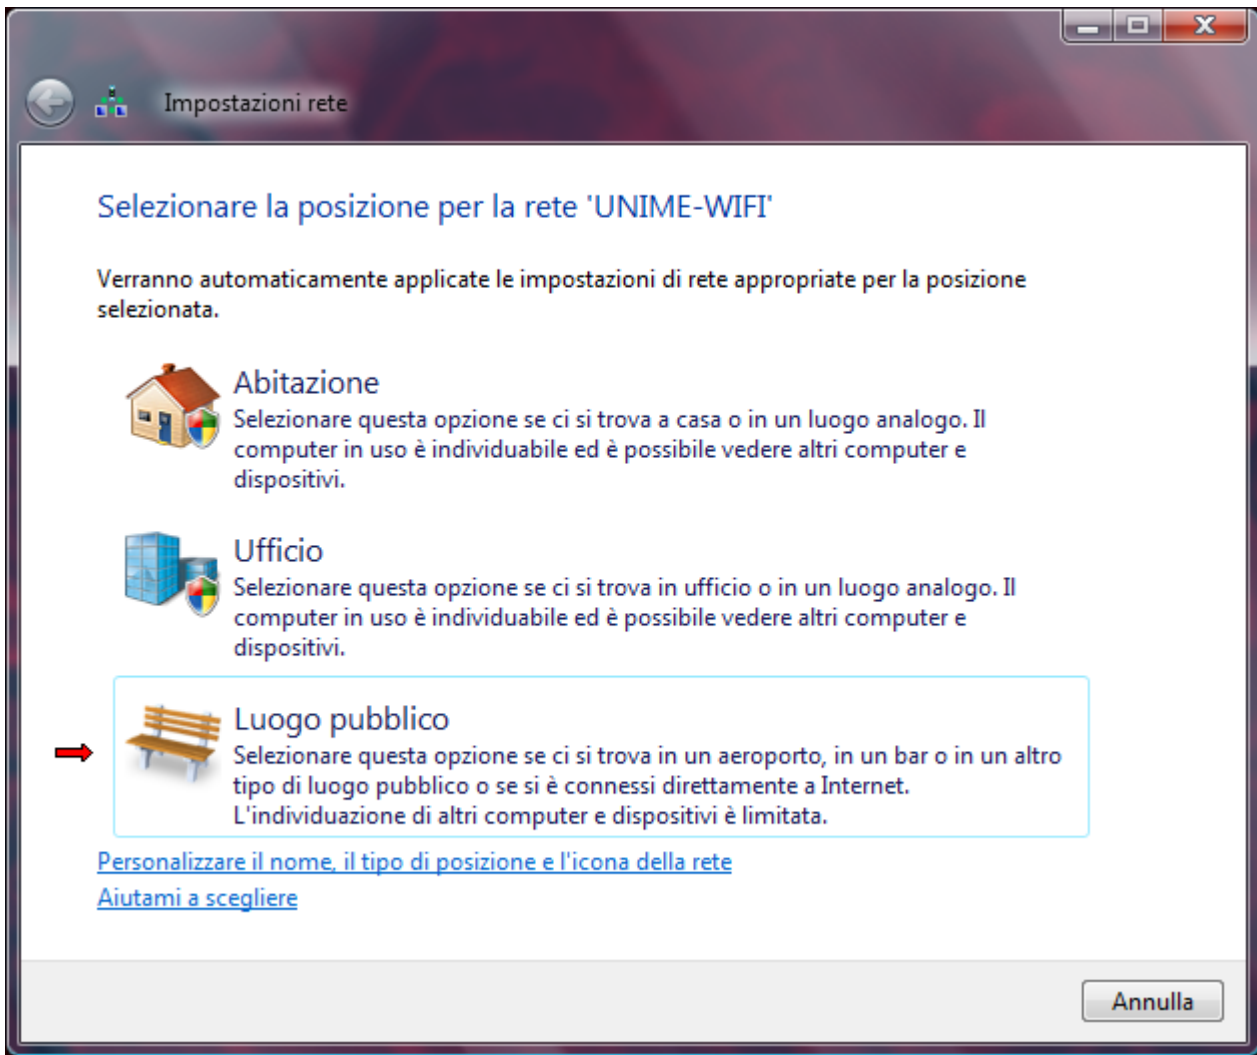 Impostazioni rete
Selezionare la posizione per la rete 'UNIME-WIFI'
Verranno automaticamente applicate le impostazioni di rete appropriate per la posizione
selezionata.
Abitazione
Selezionare questa opzione se ci si trova a casa o in un luogo analogo. Il
computer in uso è individuabile ed è possibile vedere altri computer e
dispositivi.
Ufficio
Selezionare questa opzione se ci si trova in ufficio o in un luogo analogo. Il
computer in uso è individuabile ed è possibile vedere altri computer e
dispositivi.
Luogo pubblico
Selezionare questa opzione se ci si trova in un aeroporto, in un bar o in un altro
tipo di luogo pubblico o se si è connessi direttamente a Internet.
L'individuazione di altri computer e dispositivi è limitata.
Personalizzare il nome, il tipo di posizione e l'icona della rete
Aiutami a scegliere
Annulla